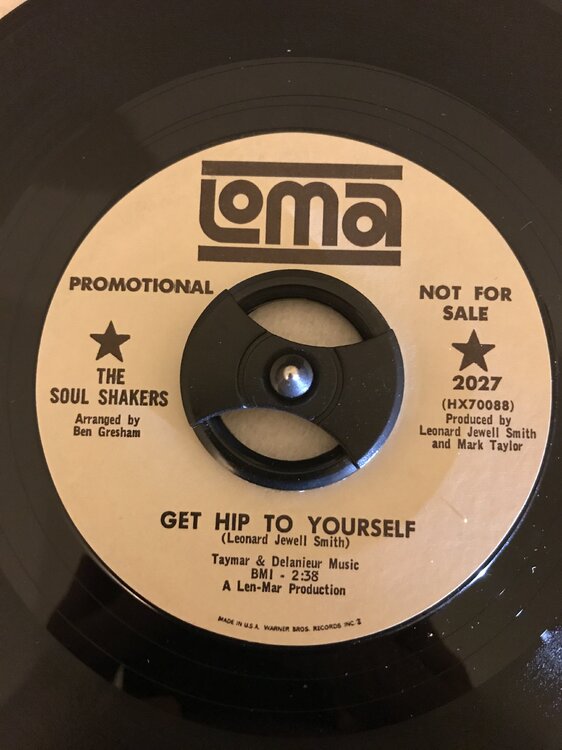 Loma
PROMOTIONAL
NOT FOR
SALE
THE
SOUL SHAKERS
Arranged by
Ben Gresham
2027
(HX70088)
Produced by
Leonard Jewell Smith
and Mark Taylor
GET HIP TO YOURSELF
(Leonard Jewell Smith)
Taymar & Delanieur Music
BMI - 2:38
A Len-Mar Production
MADE IN U.S.A. WARNER BROS. RECORDS INC.